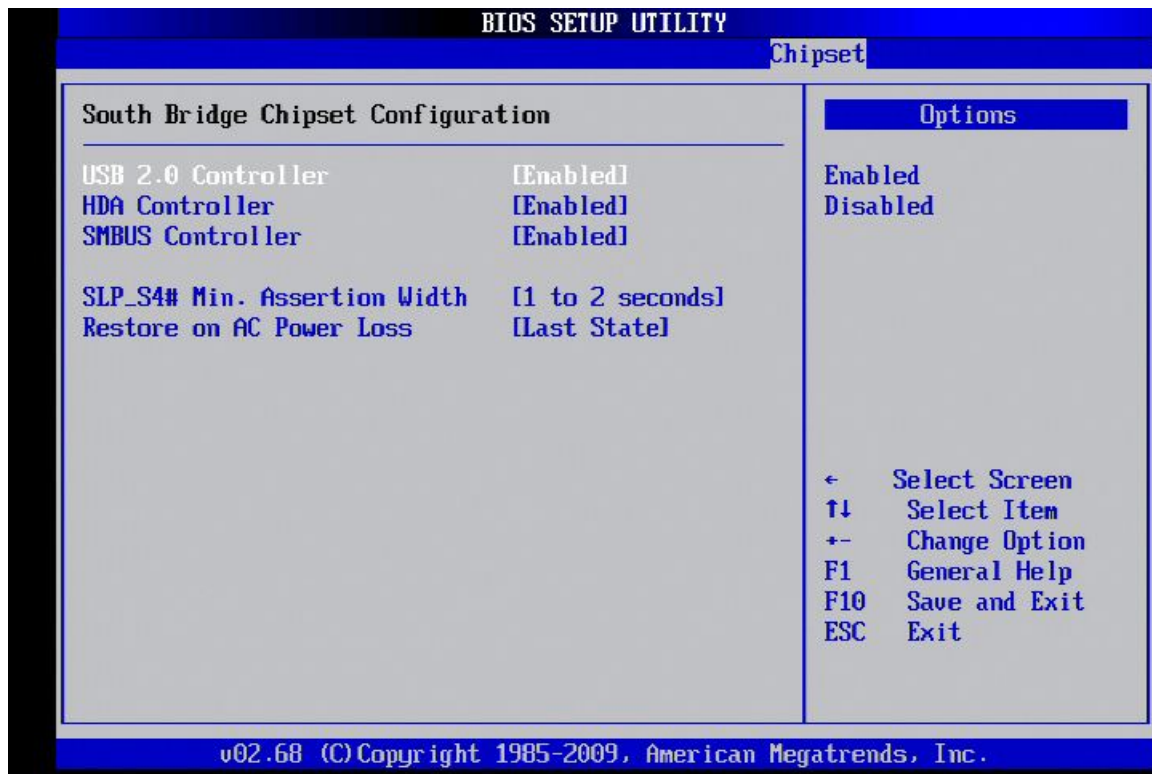 BIOS SETUP UTILITY
Chipset
South Bridge Chipset Configuration
USB 2.0 Controller [Enabled]
HDA Controller [Enabled]
SMBUS Controller [Enabled]
SLP_S4# Min. Assertion Width [1 to 2 seconds]
Restore on AC Power Loss [Last State]
Options
Enabled
Disabled
← Select Screen
↑↓ Select Item
+- Change Option
F1 General Help
F10 Save and Exit
ESC Exit
v02.68 (C)Copyright 1985-2009, American Megatrends, Inc.